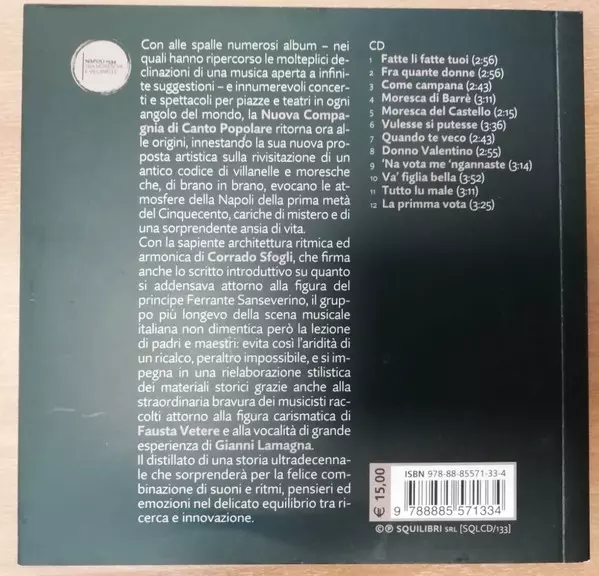 NAPOLI 1534
TRA MORESCHE
E VILLANELLE
Con alle spalle numerosi album – nei
quali hanno ripercorso le molteplici de-
clinazioni di una musica aperta a infini-
te suggestioni – e innumerevoli concer-
ti e spettacoli per piazze e teatri in ogni
angolo del mondo, la Nuova Compa-
gnia di Canto Popolare ritorna ora al-
le origini, innestando la sua nuova pro-
posta artistica sulla rivisitazione di un
antico codice di villanelle e moresche
che, di brano in brano, evocano le at-
mosfere della Napoli della prima metà
del Cinquecento, cariche di mistero e di
una sorprendente ansia di vita.
Con la sapiente architettura ritmica ed
armonica di Corrado Sfogli, che firma
anche lo scritto introduttivo su quanto
si addensava attorno alla figura del
principe Ferrante Sanseverino, il grup-
po più longevo della scena musicale
italiana non dimentica però la lezione
di padri e maestri: evita così l'aridità di
un ricalco, peraltro impossibile, e si im-
pegna in una rielaborazione stilistica
dei materiali storici grazie anche alla
straordinaria bravura dei musicisti rac-
colti attorno alla figura carismatica di
Fausta Vetere e alla vocalità di grande
esperienza di Gianni Lamagna.
Il distillato di una storia ultradecenna-
le che sorprenderà per la felice com-
binazione di suoni e ritmi, pensieri ed
emozioni nel delicato equilibrio tra ri-
cerca e innovazione.
CD
1 Fatte li fatte tuoi (2:56)
2 Fra quante donne (2:56)
3 Come campana (2:43)
4 Moresca di Barrè (3:11)
5 Moresca del Castello (2:15)
6 Vulesse si putesse (3:36)
7 Quando te veco (2:43)
8 Donno Valentino (2:55)
9 'Na vota me 'ngannaste (3:14)
10 Va' figlia bella (3:52)
11 Tutto lu male (3:11)
12 La primma vota (3:25)
€ 15,00
ISBN 978-88-85571-33-4
9 788885 571334
©℗ SQUILIBRI SRL [SQLCD/133]